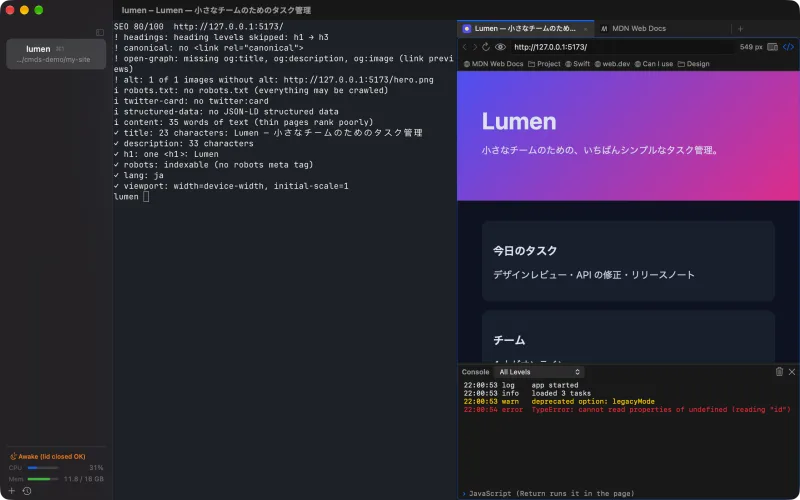 lumen — Lumen — 小さなチームのためのタスク管理
lumen ⌘1
.../cmds-demo/my-site
SEO 80/100  http://127.0.0.1:5173/
! headings: heading levels skipped: h1 → h3
! canonical: no <link rel="canonical">
! open-graph: missing og:title, og:description, og:image (link previ
ews)
! alt: 1 of 1 images without alt: http://127.0.0.1:5173/hero.png
i robots.txt: no robots.txt (everything may be crawled)
i twitter-card: no twitter:card
i structured-data: no JSON-LD structured data
i content: 35 words of text (thin pages rank poorly)
✓ title: 23 characters: Lumen — 小さなチームのためのタスク管理
✓ description: 33 characters
✓ h1: one <h1>: Lumen
✓ robots: indexable (no robots meta tag)
✓ lang: ja
✓ viewport: width=device-width, initial-scale=1
lumen
Awake (lid closed OK)
CPU 31%
Mem 11.8 / 16 GB
Lumen — 小さなチームのため...
MDN Web Docs
http://127.0.0.1:5173/
549 px
MDN Web Docs Project Swift web.dev Can I use Design
Lumen
小さなチームのための、いちばんシンプルなタスク管理。
今日のタスク
デザインレビュー・API の修正・リリースノート
チーム
Console All Levels
22:00:53 log app started
22:00:53 info loaded 3 tasks
22:00:53 warn deprecated option: legacyMode
22:00:54 error TypeError: cannot read properties of undefined (reading "id")
› JavaScript (Return runs it in the page)